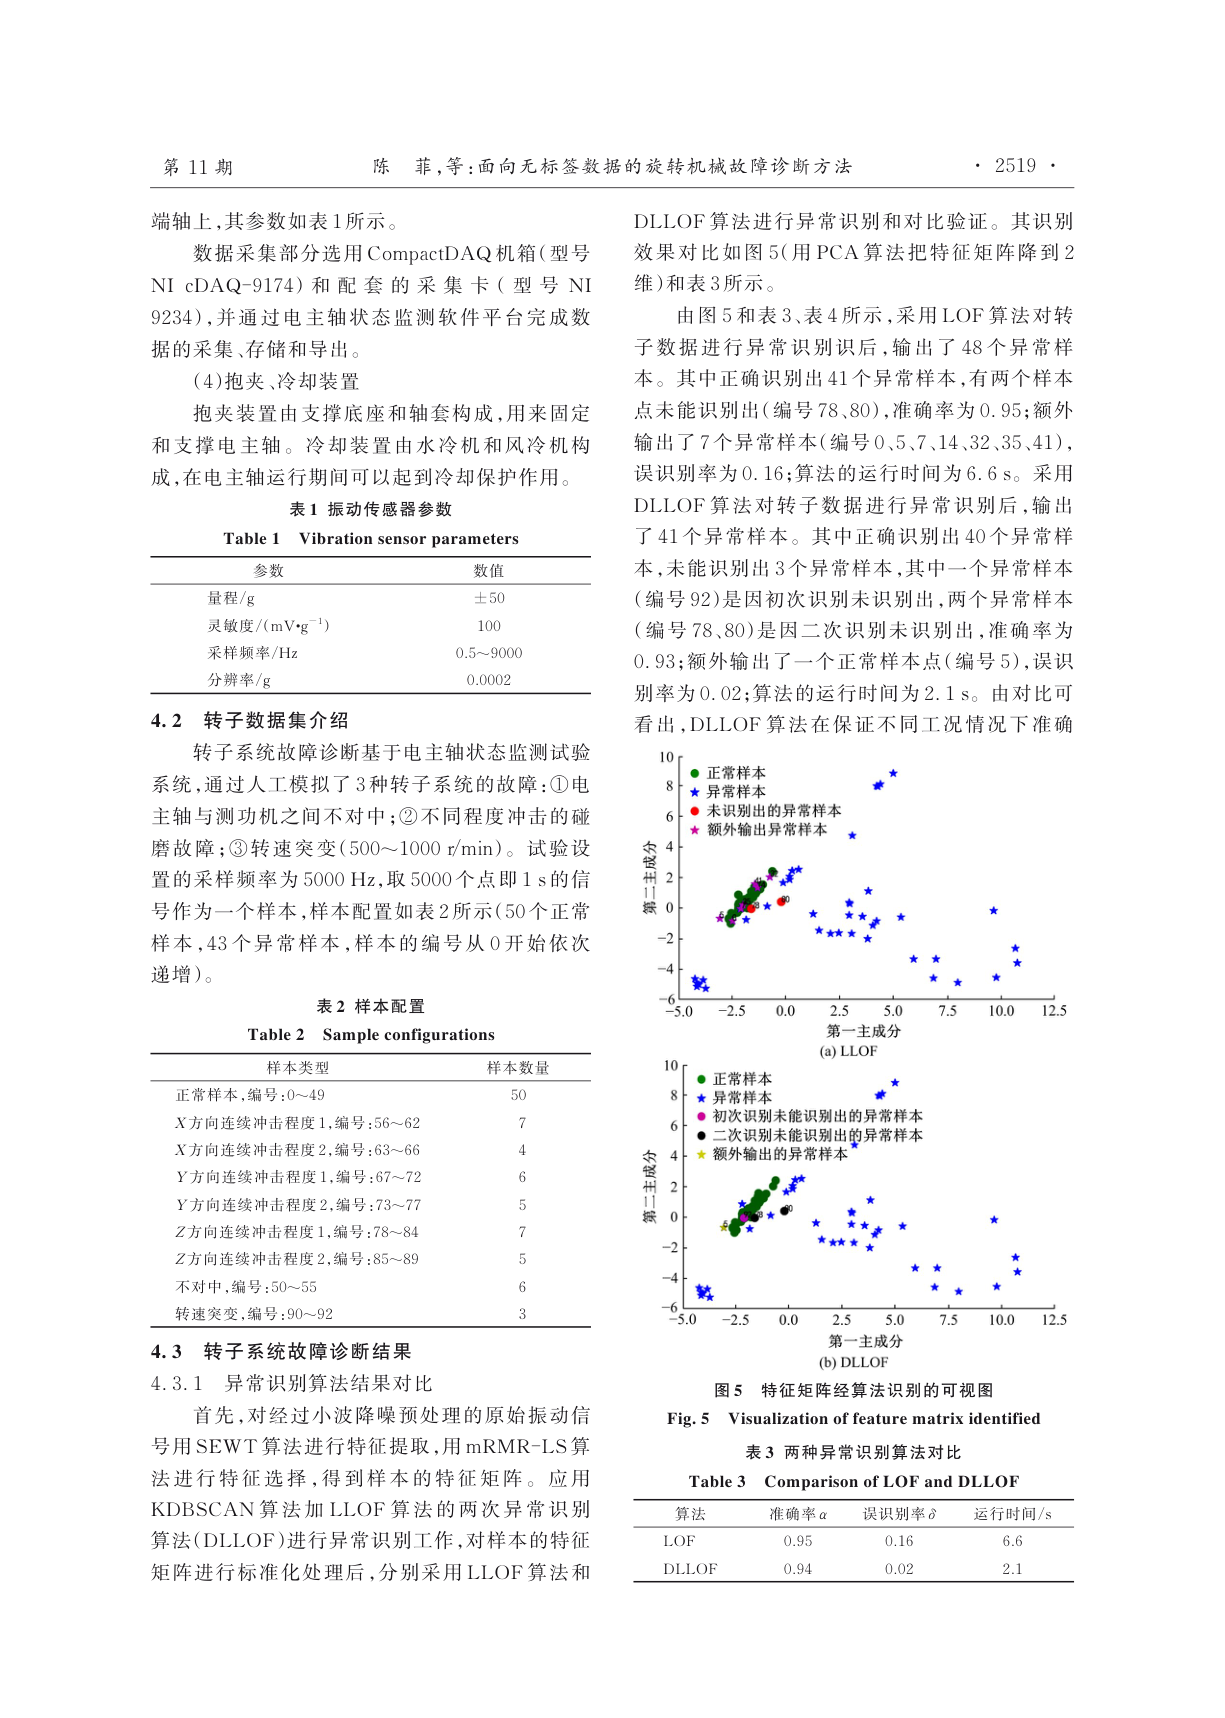 第 11 期
陈　菲,等:面向无标签数据的旋转机械故障诊断方法
· 2519 ·
端轴上,其参数如表1所示。
数据采集部分选用CompactDAQ机箱(型号
NI cDAQ-9174)和配套的采集卡(型号 NI
9234),并通过电主轴状态监测软件平台完成数
据的采集、存储和导出。
(4)抱夹、冷却装置
抱夹装置由支撑底座和轴套构成,用来固定
和支撑电主轴。冷却装置由水冷机和风冷机构
成,在电主轴运行期间可以起到冷却保护作用。
表1 振动传感器参数
Table 1　Vibration sensor parameters
参数　数值
量程/g　±50
灵敏度/(mV•g⁻¹)　100
采样频率/Hz　0.5～9000
分辨率/g　0.0002
4.2　转子数据集介绍
转子系统故障诊断基于电主轴状态监测试验
系统,通过人工模拟了3种转子系统的故障:①电
主轴与测功机之间不对中;②不同程度冲击的碰
磨故障;③转速突变(500～1000 r/min)。试验设
置的采样频率为5000 Hz,取5000个点即1 s的信
号作为一个样本,样本配置如表2所示(50个正常
样本,43个异常样本,样本的编号从0开始依次
递增)。
表2 样本配置
Table 2　Sample configurations
样本类型　样本数量
正常样本,编号:0～49　50
X方向连续冲击程度1,编号:56～62　7
X方向连续冲击程度2,编号:63～66　4
Y方向连续冲击程度1,编号:67～72　6
Y方向连续冲击程度2,编号:73～77　5
Z方向连续冲击程度1,编号:78～84　7
Z方向连续冲击程度2,编号:85～89　5
不对中,编号:50～55　6
转速突变,编号:90～92　3
4.3　转子系统故障诊断结果
4.3.1　异常识别算法结果对比
首先,对经过小波降噪预处理的原始振动信
号用SEWT算法进行特征提取,用mRMR-LS算
法进行特征选择,得到样本的特征矩阵。应用
KDBSCAN算法加LLOF算法的两次异常识别
算法(DLLOF)进行异常识别工作,对样本的特征
矩阵进行标准化处理后,分别采用LLOF算法和
DLLOF算法进行异常识别和对比验证。其识别
效果对比如图5(用PCA算法把特征矩阵降到2
维)和表3所示。
由图5和表3、表4所示,采用LOF算法对转
子数据进行异常识别识后,输出了48个异常样
本。其中正确识别出41个异常样本,有两个样本
点未能识别出(编号78、80),准确率为0.95;额外
输出了7个异常样本(编号0、5、7、14、32、35、41),
误识别率为0.16;算法的运行时间为6.6 s。采用
DLLOF算法对转子数据进行异常识别后,输出
了41个异常样本。其中正确识别出40个异常样
本,未能识别出3个异常样本,其中一个异常样本
(编号92)是因初次识别未识别出,两个异常样本
(编号78、80)是因二次识别未识别出,准确率为
0.93;额外输出了一个正常样本点(编号5),误识
别率为0.02;算法的运行时间为2.1 s。由对比可
看出,DLLOF算法在保证不同工况情况下准确
10
8
6
4
2
0
−2
−4
−6
第二主成分
正常样本
异常样本
未识别出的异常样本
额外输出异常样本
−5.0 −2.5 0.0 2.5 5.0 7.5 10.0 12.5
第一主成分
(a) LLOF
10
8
6
4
2
0
−2
−4
−6
第二主成分
正常样本
异常样本
初次识别未能识别出的异常样本
二次识别未能识别出的异常样本
额外输出的异常样本
−5.0 −2.5 0.0 2.5 5.0 7.5 10.0 12.5
第一主成分
(b) DLLOF
图5　特征矩阵经算法识别的可视图
Fig. 5　Visualization of feature matrix identified
表3 两种异常识别算法对比
Table 3　Comparison of LOF and DLLOF
算法　准确率α　误识别率δ　运行时间/s
LOF　0.95　0.16　6.6
DLLOF　0.94　0.02　2.1